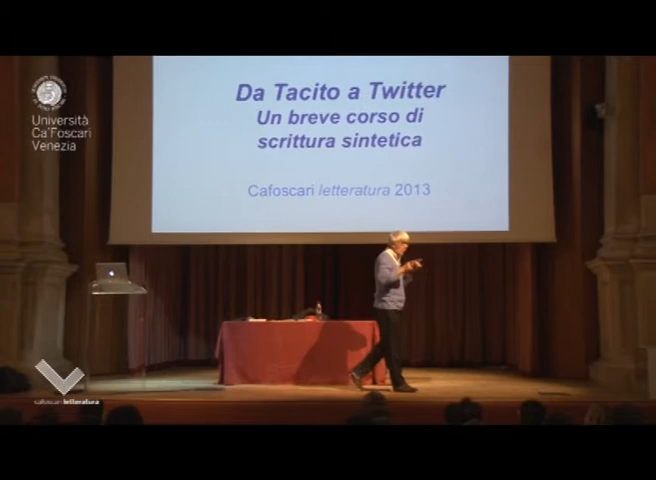 Università
Ca'Foscari
Venezia
Da Tacito a Twitter
Un breve corso di
scrittura sintetica
Cafoscari letteratura 2013
cafoscari letteratura